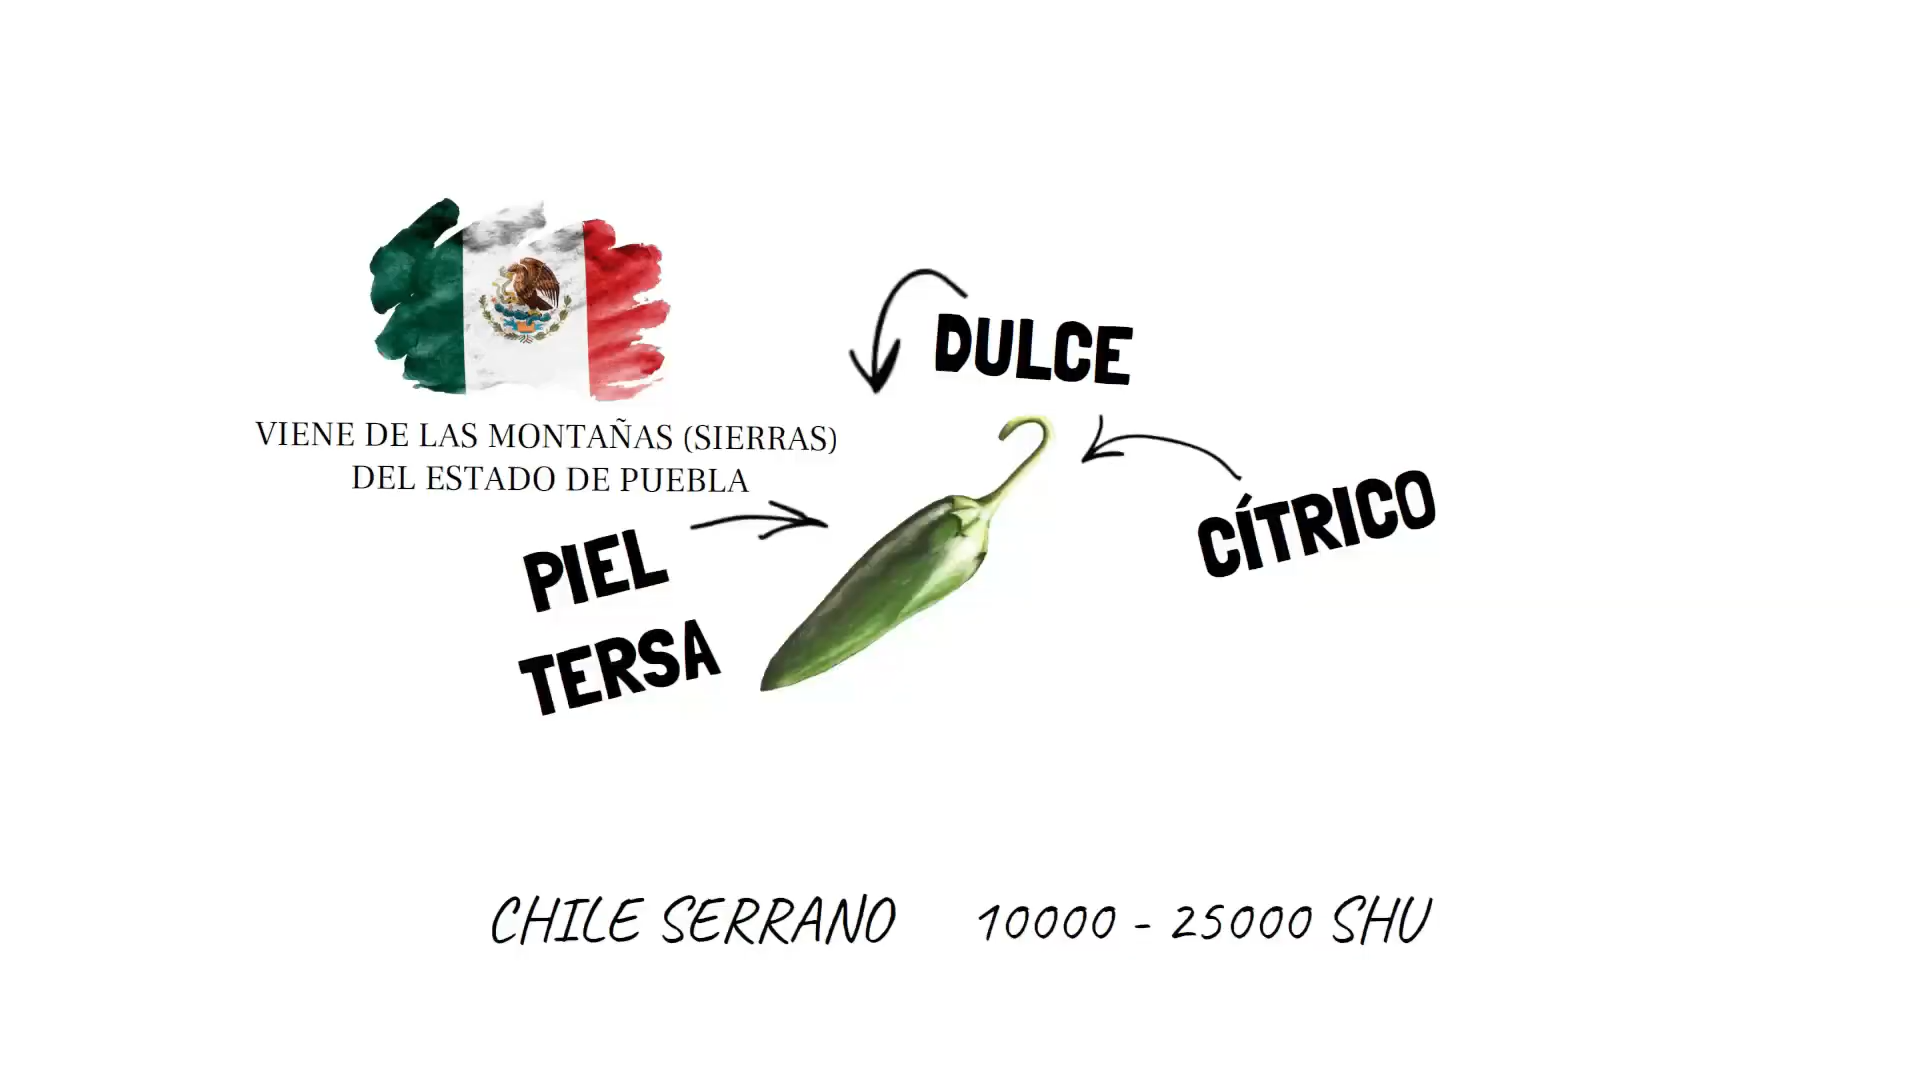 VIENE DE LAS MONTAÑAS (SIERRAS)
DEL ESTADO DE PUEBLA
DULCE
CÍTRICO
PIEL
TERSA
CHILE SERRANO 10000 - 25000 SHU